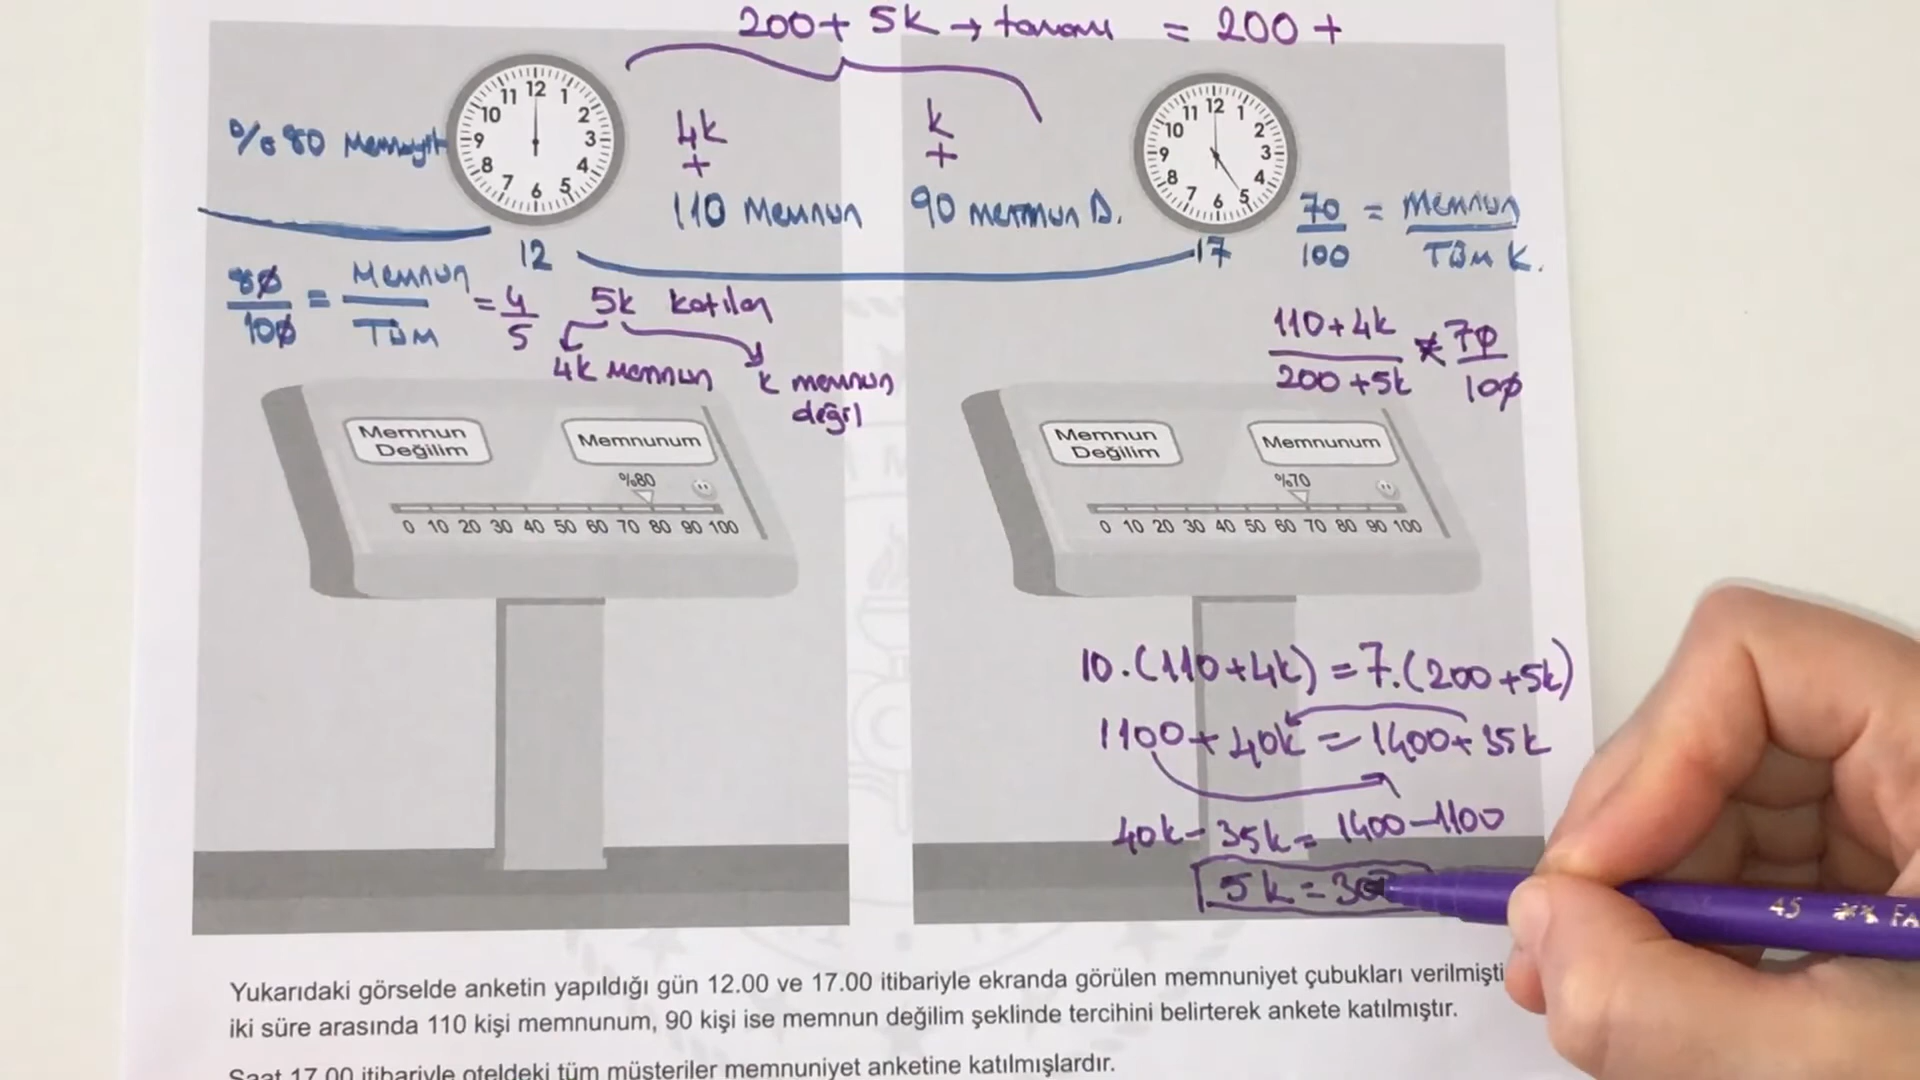 200 + 5k → tamamı = 200 +
%80 Memnuniyet
4k
+
110 Memnun
k
+
90 memnun D.
12
17
70/100 = Memnun/Tüm K.
80/100 = Memnun/Tüm = 4/5
5k katılan
4k Memnun
k memnun
değil
110+4k/200+5k = 70/100
Memnun
Değilim
Memnunum
%80
0 10 20 30 40 50 60 70 80 90 100
Memnun
Değilim
Memnunum
%70
0 10 20 30 40 50 60 70 80 90 100
10.(110+4k) = 7.(200+5k)
1100 + 40k = 1400 + 35k
40k - 35k = 1400 - 1100
5k = 300
45
FA
Yukarıdaki görselde anketin yapıldığı gün 12.00 ve 17.00 itibariyle ekranda görülen memnuniyet çubukları verilmişti
iki süre arasında 110 kişi memnunum, 90 kişi ise memnun değilim şeklinde tercihini belirterek ankete katılmıştır.
Saat 17.00 itibariyle oteldeki tüm müşteriler memnuniyet anketine katılmışlardır.